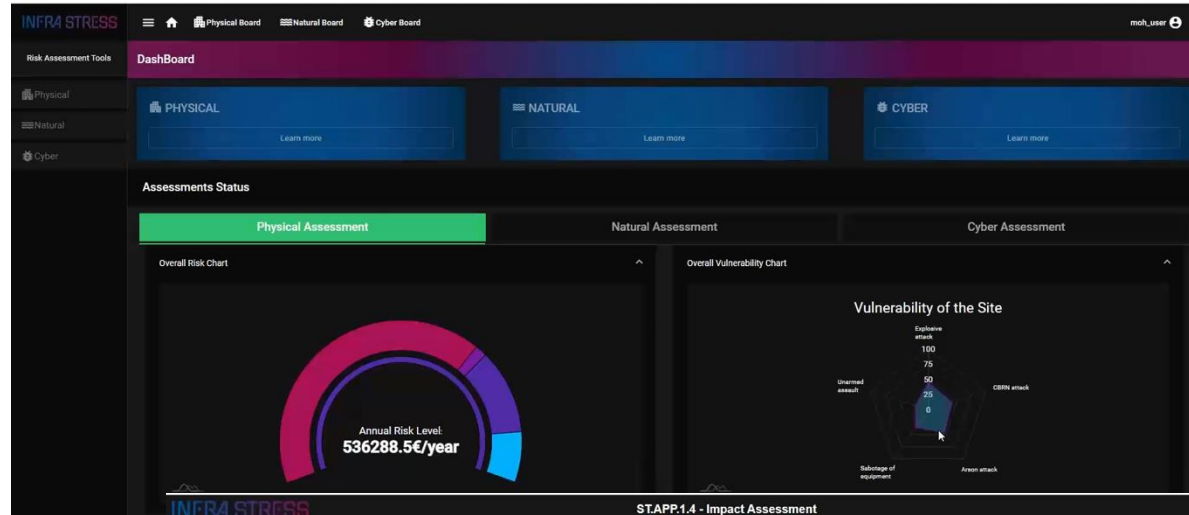 INFRA STRESS
Physical Board
Natural Board
Cyber Board
moh_user
Risk Assessment Tools
DashBoard
Physical
Natural
Cyber
PHYSICAL
Learn more
NATURAL
Learn more
CYBER
Learn more
Assessments Status
Physical Assessment
Natural Assessment
Cyber Assessment
Overall Risk Chart
Annual Risk Level:
536288.5€/year
Overall Vulnerability Chart
Vulnerability of the Site
Explosive
attack
100
75
50
25
0
Unarmed
assault
CBRN attack
Sabotage of
equipment
Arson attack
INFRA STRESS
ST.APP.1.4 - Impact Assessment